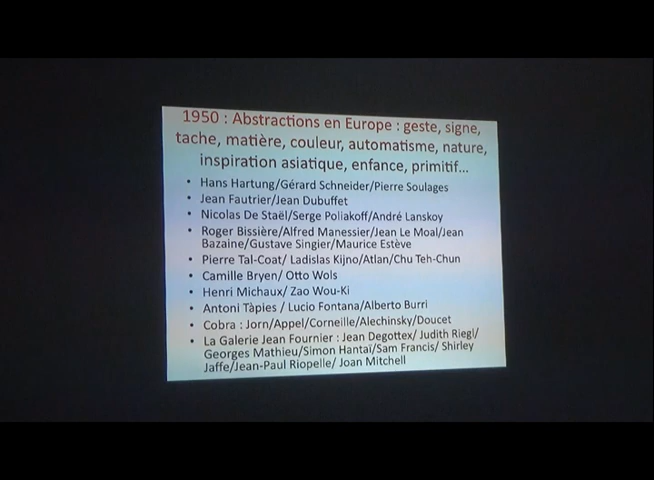 1950 : Abstractions en Europe : geste, signe,
tache, matière, couleur, automatisme, nature,
inspiration asiatique, enfance, primitif...
• Hans Hartung/Gérard Schneider/Pierre Soulages
• Jean Fautrier/Jean Dubuffet
• Nicolas De Staël/Serge Poliakoff/André Lanskoy
• Roger Bissière/Alfred Manessier/Jean Le Moal/Jean
Bazaine/Gustave Singier/Maurice Estève
• Pierre Tal-Coat/ Ladislas Kijno/Atlan/Chu Teh-Chun
• Camille Bryen/ Otto Wols
• Henri Michaux/ Zao Wou-Ki
• Antoni Tàpies / Lucio Fontana/Alberto Burri
• Cobra : Jorn/Appel/Corneille/Alechinsky/Doucet
• La Galerie Jean Fournier : Jean Degottex/ Judith Riegl/
Georges Mathieu/Simon Hantaï/Sam Francis/ Shirley
Jaffe/Jean-Paul Riopelle/ Joan Mitchell